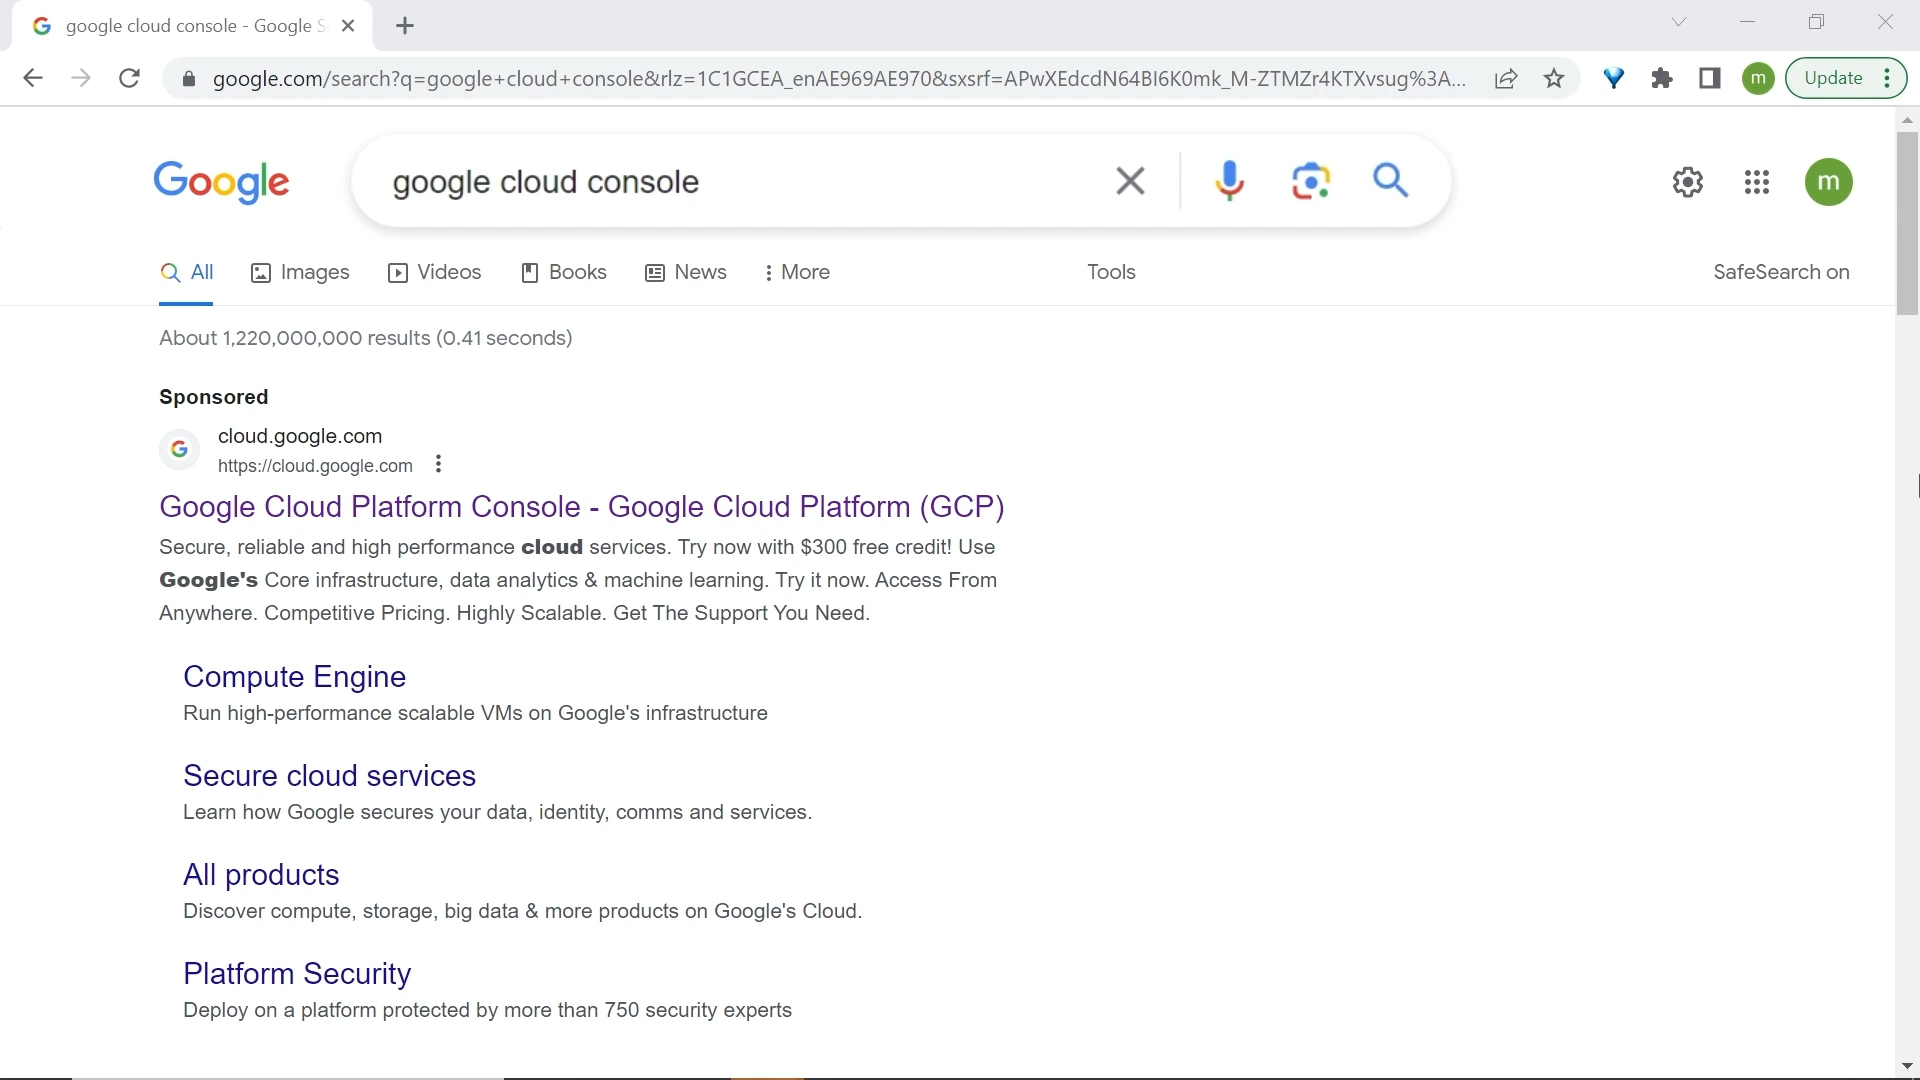 google cloud console - Google S
google.com/search?q=google+cloud+console&rlz=1C1GCEA_enAE969AE970&sxsrf=APwXEdcdN64BI6K0mk_M-ZTMZr4KTXvsug%3A...
m
Update
Google
google cloud console
m
All
Images
Videos
Books
News
More
Tools
SafeSearch on
About 1,220,000,000 results (0.41 seconds)
Sponsored
cloud.google.com
https://cloud.google.com
Google Cloud Platform Console - Google Cloud Platform (GCP)
Secure, reliable and high performance cloud services. Try now with $300 free credit! Use
Google's Core infrastructure, data analytics & machine learning. Try it now. Access From
Anywhere. Competitive Pricing. Highly Scalable. Get The Support You Need.
Compute Engine
Run high-performance scalable VMs on Google's infrastructure
Secure cloud services
Learn how Google secures your data, identity, comms and services.
All products
Discover compute, storage, big data & more products on Google's Cloud.
Platform Security
Deploy on a platform protected by more than 750 security experts